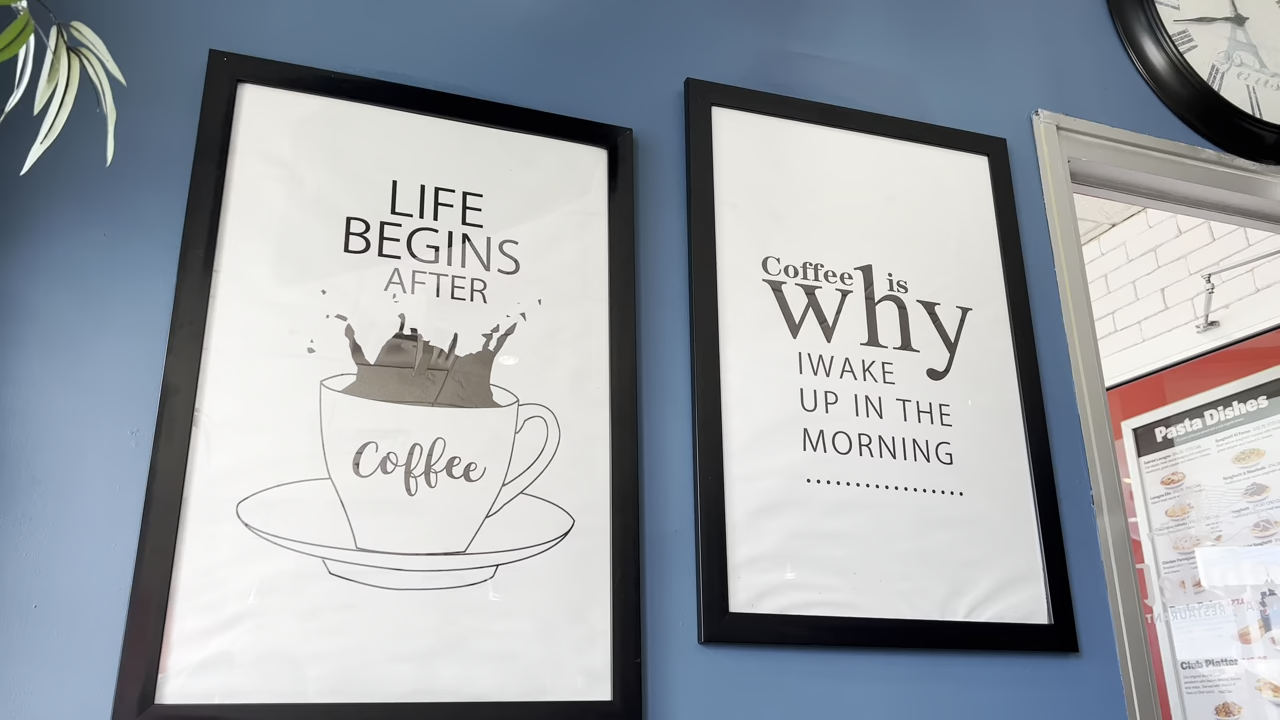 LIFE
BEGINS
AFTER
Coffee
Coffee is
why
I WAKE
UP IN THE
MORNING
Pasta Dishes
Club Platter